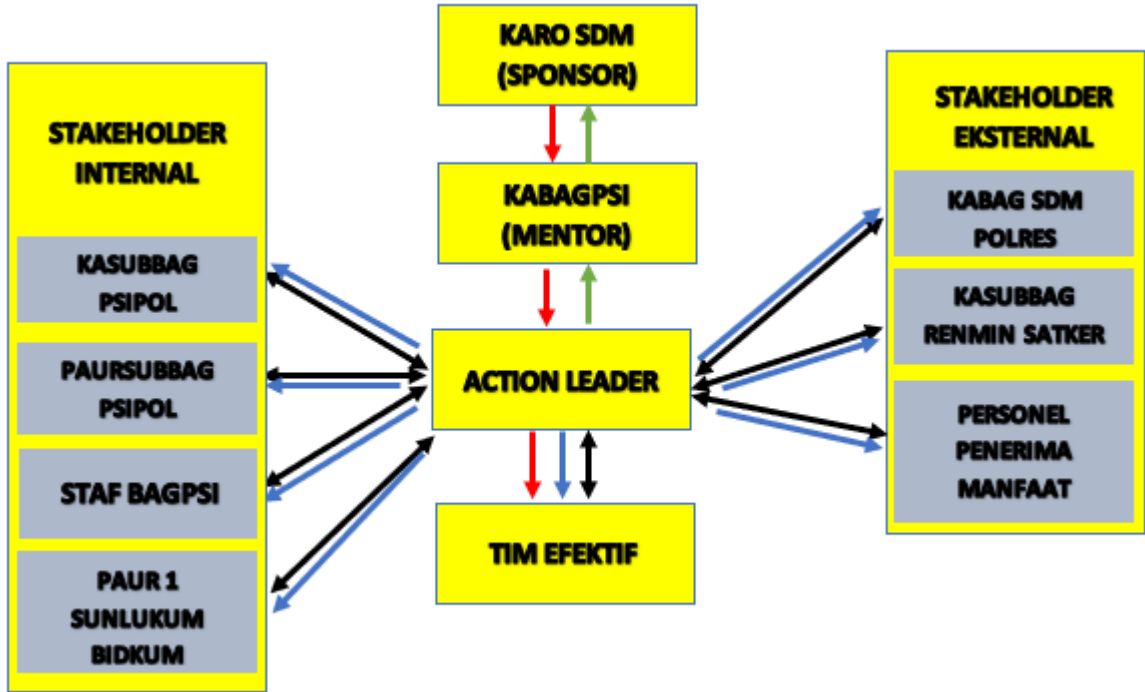 KARO SDM
(SPONSOR)
STAKEHOLDER
INTERNAL
KASUBBAG
PSIPOL
PAURSUBBAG
PSIPOL
STAF BAGPSI
PAUR 1
SUNLUKUM
BIDKUM
KABAGPSI
(MENTOR)
ACTION LEADER
TIM EFEKTIF
STAKEHOLDER
EKSTERNAL
KABAG SDM
POLRES
KASUBBAG
RENMIN SATKER
PERSONEL
PENERIMA
MANFAAT